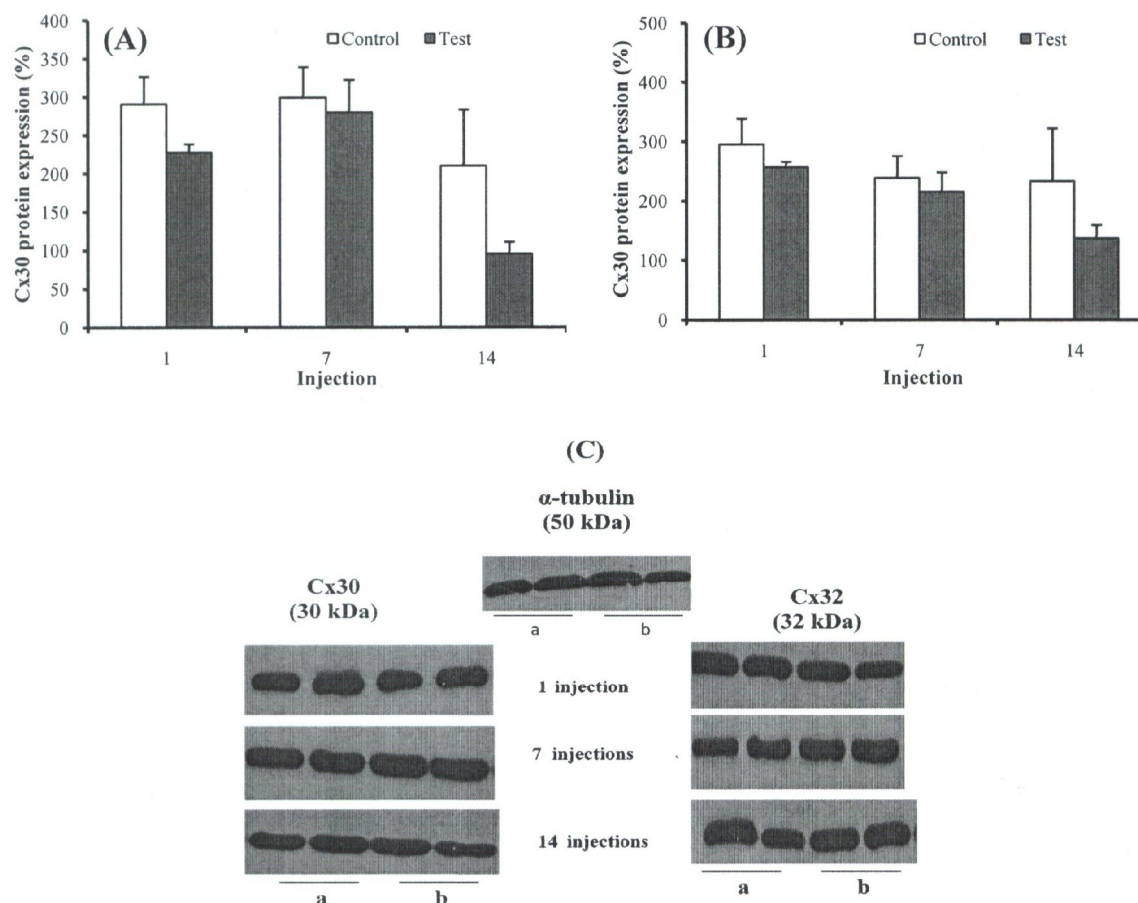 (A)
Control Test
Cx30 protein expression (%)
400
350
300
250
200
150
100
50
0
1 7 14
Injection
(B)
Control Test
Cx30 protein expression (%)
500
400
300
200
100
0
1 7 14
Injection
(C)
α-tubulin
(50 kDa)
a b
Cx30
(30 kDa)
Cx32
(32 kDa)
1 injection
7 injections
14 injections
a b
a b